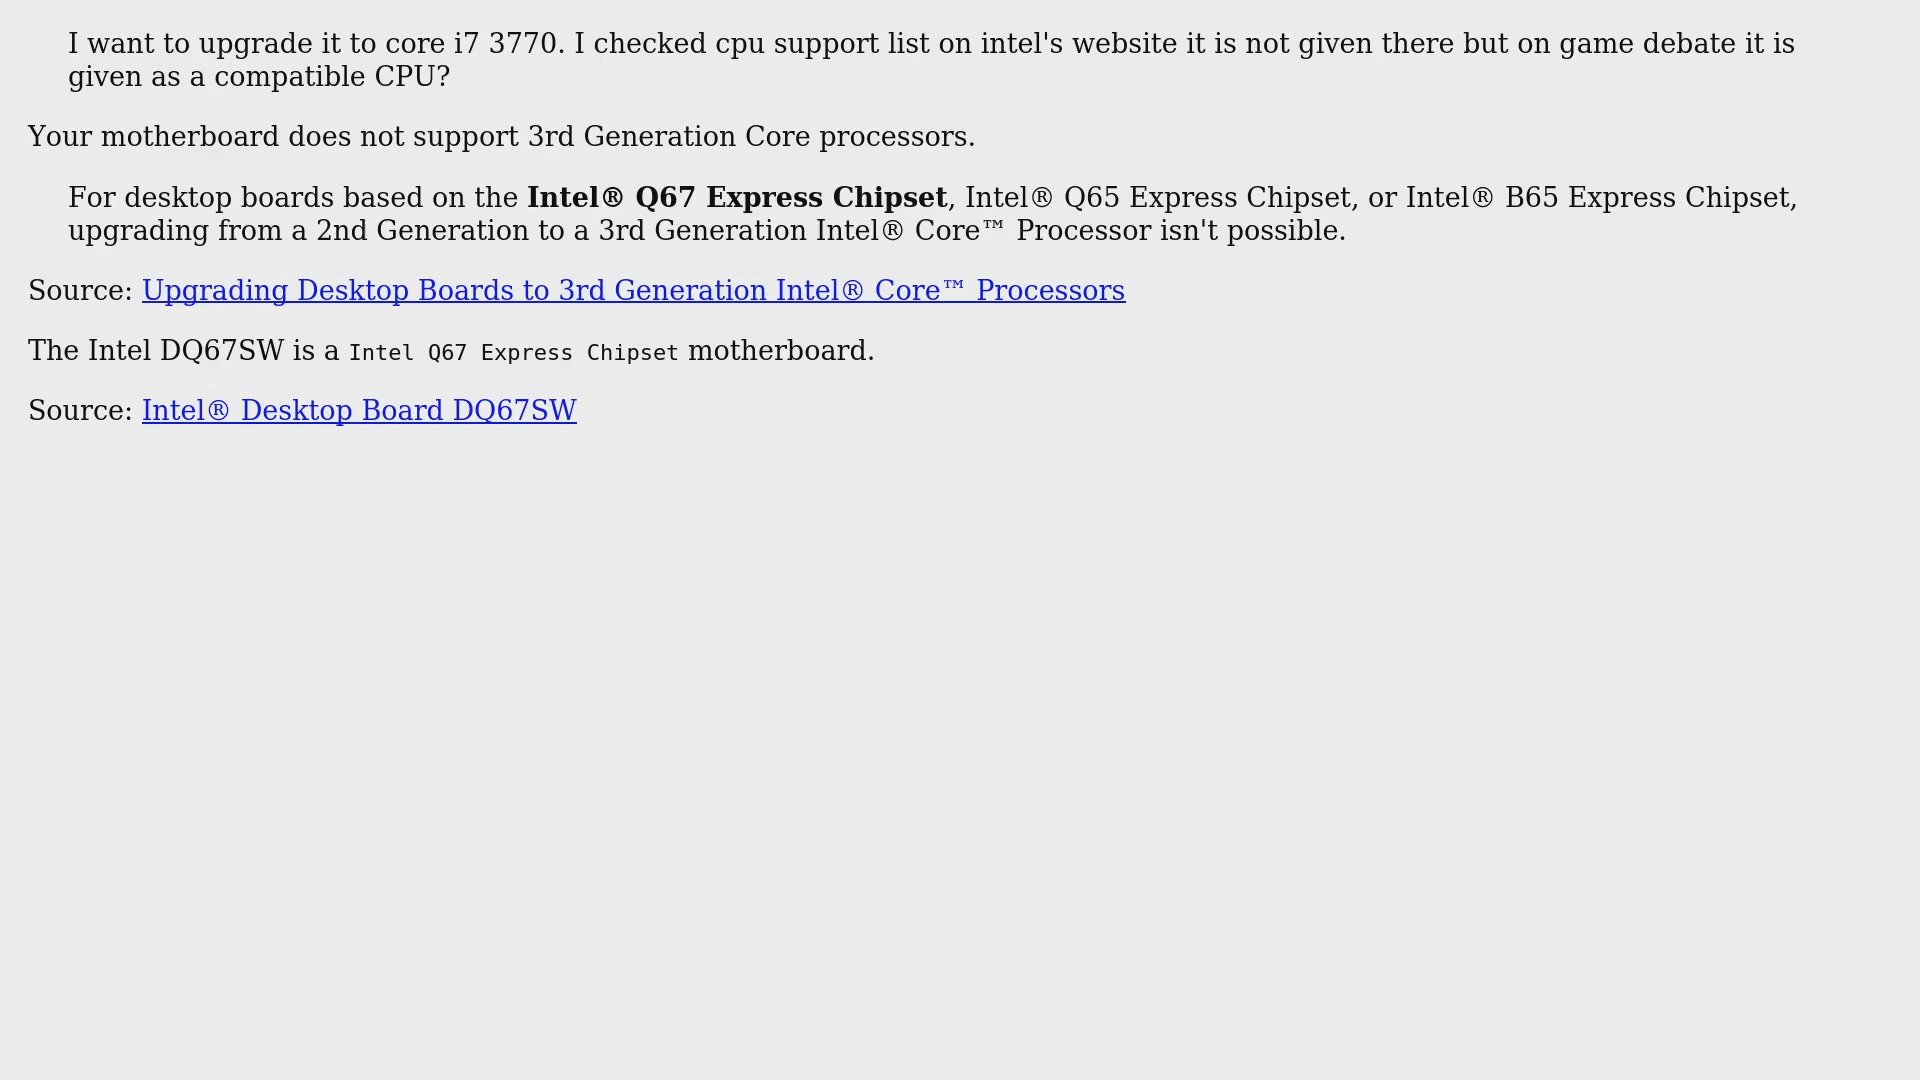 I want to upgrade it to core i7 3770. I checked cpu support list on intel's website it is not given there but on game debate it is
given as a compatible CPU?
Your motherboard does not support 3rd Generation Core processors.
For desktop boards based on the Intel® Q67 Express Chipset, Intel® Q65 Express Chipset, or Intel® B65 Express Chipset,
upgrading from a 2nd Generation to a 3rd Generation Intel® Core™ Processor isn't possible.
Source: Upgrading Desktop Boards to 3rd Generation Intel® Core™ Processors
The Intel DQ67SW is a Intel Q67 Express Chipset motherboard.
Source: Intel® Desktop Board DQ67SW